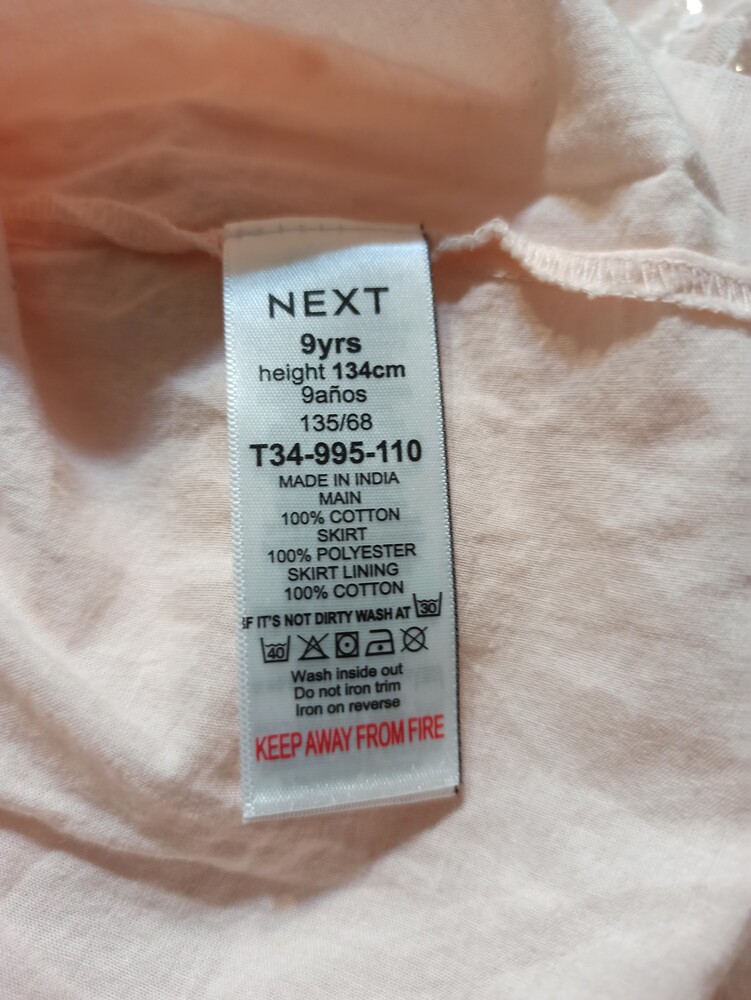 NEXT
9yrs
height 134cm
9años
135/68
T34-995-110
MADE IN INDIA
MAIN
100% COTTON
SKIRT
100% POLYESTER
SKIRT LINING
100% COTTON
IF IT'S NOT DIRTY WASH AT 30
40
Wash inside out
Do not iron trim
Iron on reverse
KEEP AWAY FROM FIRE